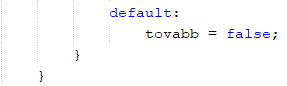 default:
tovabb = false;
}
}